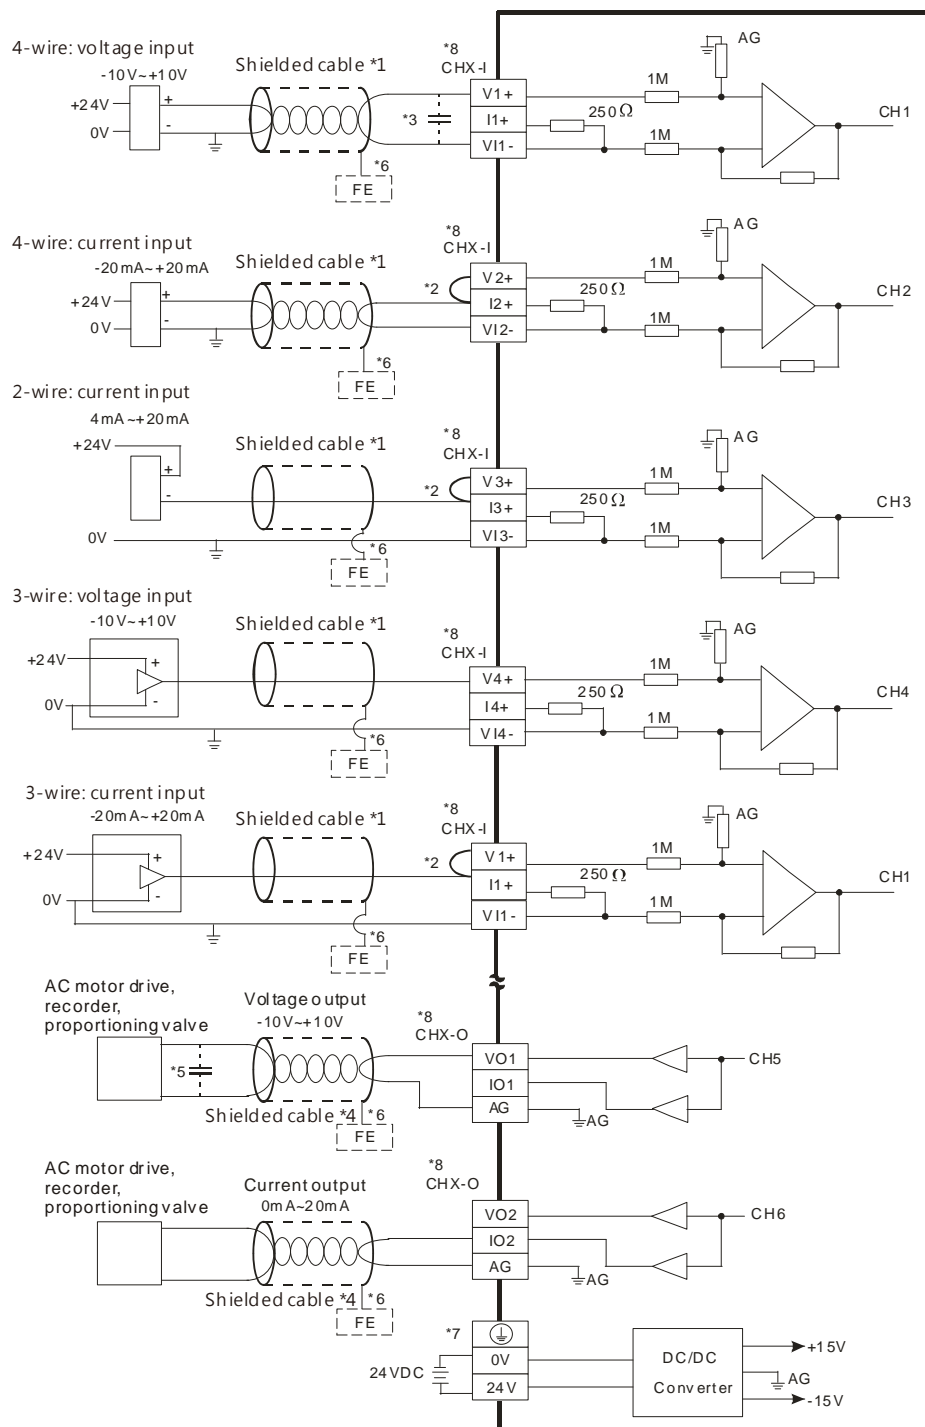 4-wire: voltage input
-10V~+10V
+24V
0V
+
-
Shielded cable *1
*3
*6
FE
*8
CHX-I
V1+
I1+
VI1-
250Ω
1M
1M
AG
CH1
4-wire: current input
-20mA~+20mA
+24V
0V
+
-
Shielded cable *1
*2
*6
FE
*8
CHX-I
V2+
I2+
VI2-
250Ω
1M
1M
AG
CH2
2-wire: current input
4mA~+20mA
+24V
+
-
0V
Shielded cable *1
*2
*6
FE
*8
CHX-I
V3+
I3+
VI3-
250Ω
1M
1M
AG
CH3
3-wire: voltage input
-10V~+10V
+24V
0V
+
-
Shielded cable *1
*6
FE
*8
CHX-I
V4+
I4+
VI4-
250Ω
1M
1M
AG
CH4
3-wire: current input
-20mA~+20mA
+24V
0V
+
-
Shielded cable *1
*2
*6
FE
*8
CHX-I
V1+
I1+
VI1-
250Ω
1M
1M
AG
CH1
AC motor drive,
recorder,
proportioning valve
*5
Voltage output
-10V~+10V
Shielded cable *4
*6
FE
*8
CHX-O
VO1
IO1
AG
AG
CH5
AC motor drive,
recorder,
proportioning valve
Current output
0mA~20mA
Shielded cable *4
*6
FE
*8
CHX-O
VO2
IO2
AG
AG
CH6
*7
24VDC
0V
24V
DC/DC
Converter
+15V
AG
-15V